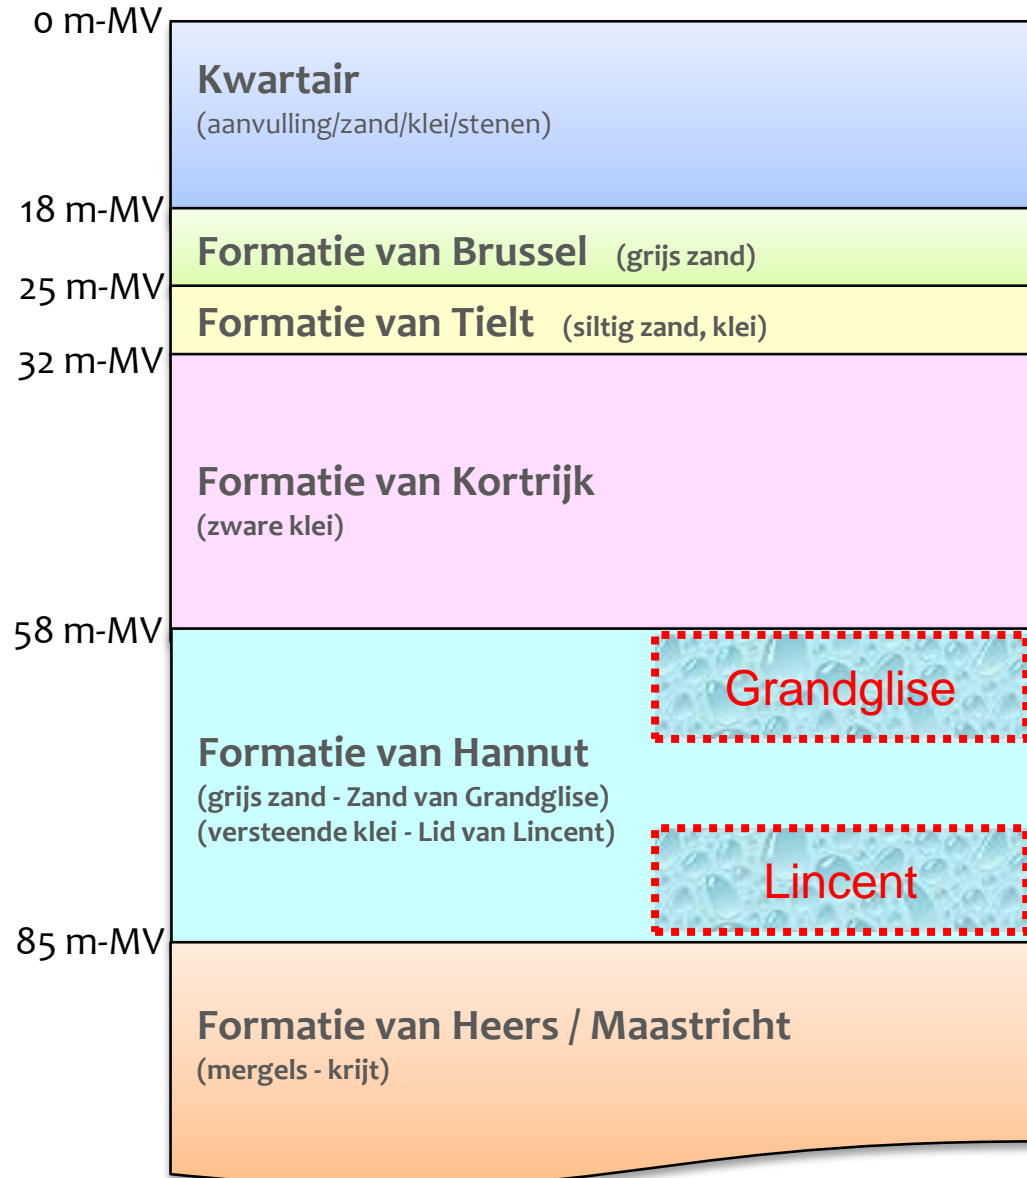 0 m-MV
Kwartair
(aanvulling/zand/klei/stenen)
18 m-MV
Formatie van Brussel (grijs zand)
25 m-MV
Formatie van Tielt (siltig zand, klei)
32 m-MV
Formatie van Kortrijk
(zware klei)
58 m-MV
Grandglise
Formatie van Hannut
(grijs zand - Zand van Grandglise)
(versteende klei - Lid van Lincent)
Lincent
85 m-MV
Formatie van Heers / Maastricht
(mergels - krijt)